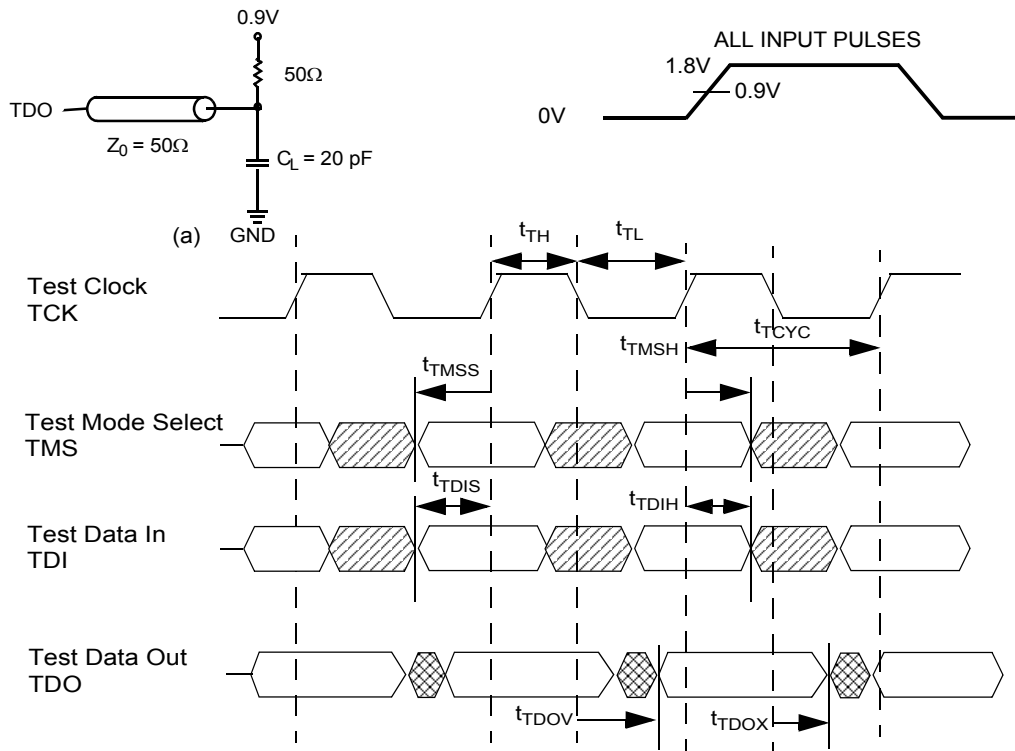 0.9V
50Ω
TDO
Z0 = 50Ω
CL = 20 pF
GND
(a)
ALL INPUT PULSES
1.8V
0.9V
0V
tTH
tTL
Test Clock
TCK
tTMSH
tTCYC
tTMSS
Test Mode Select
TMS
tTDIS
tTDIH
Test Data In
TDI
Test Data Out
TDO
tTDOV
tTDOX